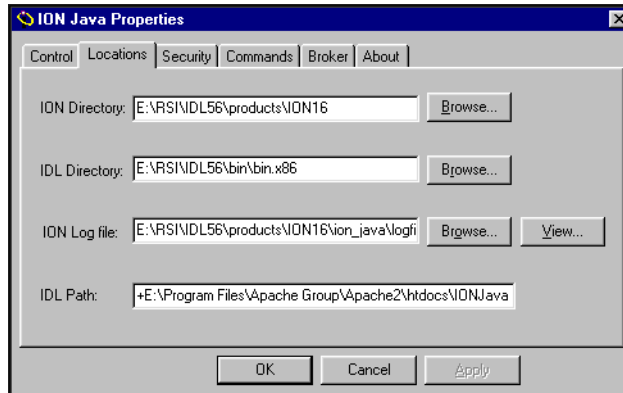 ION Java Properties
Control Locations Security Commands Broker About
ION Directory: E:\RSI\IDL56\products\ION16 Browse...
IDL Directory: E:\RSI\IDL56\bin\bin.x86 Browse...
ION Log file: E:\RSI\IDL56\products\ION16\ion_java\logfi Browse... View...
IDL Path: +E:\Program Files\Apache Group\Apache2\htdocs\IONJava
OK Cancel Apply